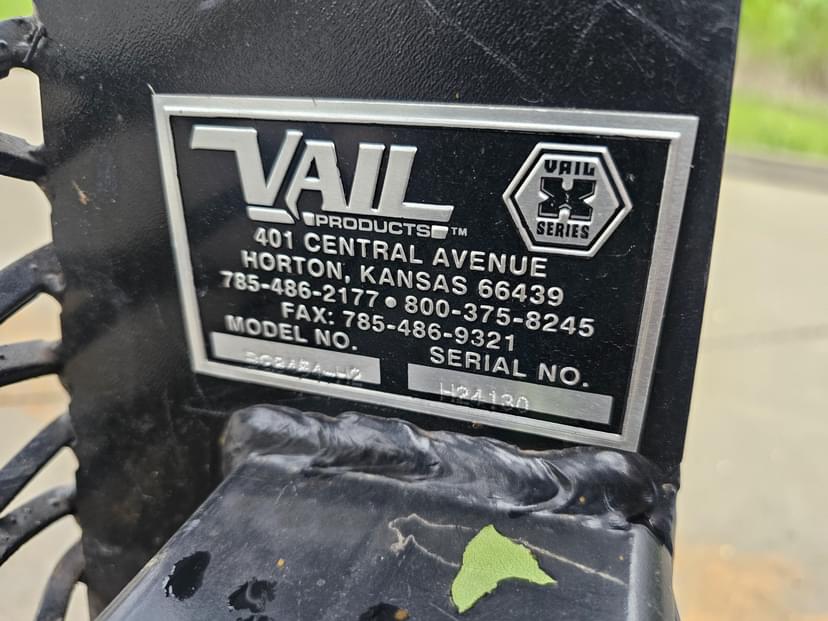 VAIL
PRODUCTS™
VAIL
X
SERIES
401 CENTRAL AVENUE
HORTON, KANSAS 66439
785-486-2177 • 800-375-8245
FAX: 785-486-9321
MODEL NO.
SERIAL NO.
H24130